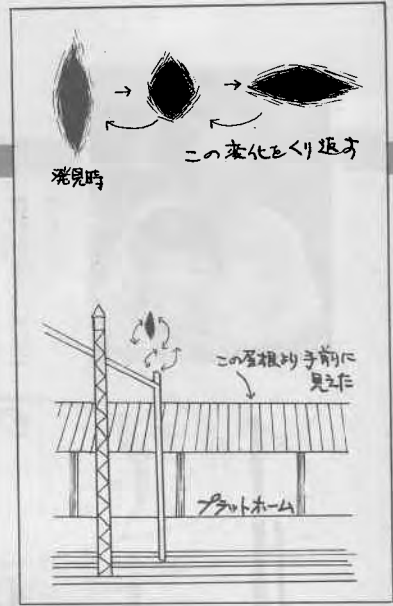 この変化をくり返す
発見時
この屋根より手前に
見えた
プラットホーム